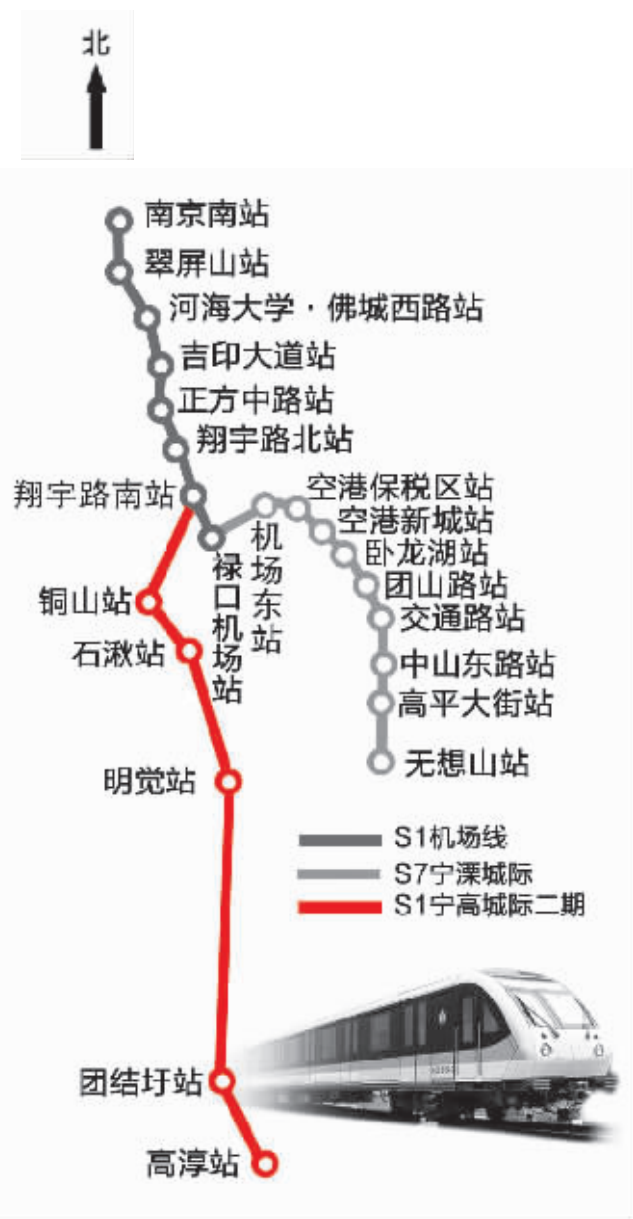 北
南京南站
翠屏山站
河海大学·佛城西路站
吉印大道站
正方中路站
翔宇路北站
翔宇路南站
禄口机场站
机场东站
空港保税区站
空港新城站
卧龙湖站
团山路站
交通路站
中山东路站
高平大街站
无想山站
铜山站
石湫站
明觉站
团结圩站
高淳站
S1机场线
S7宁溧城际
S1宁高城际二期